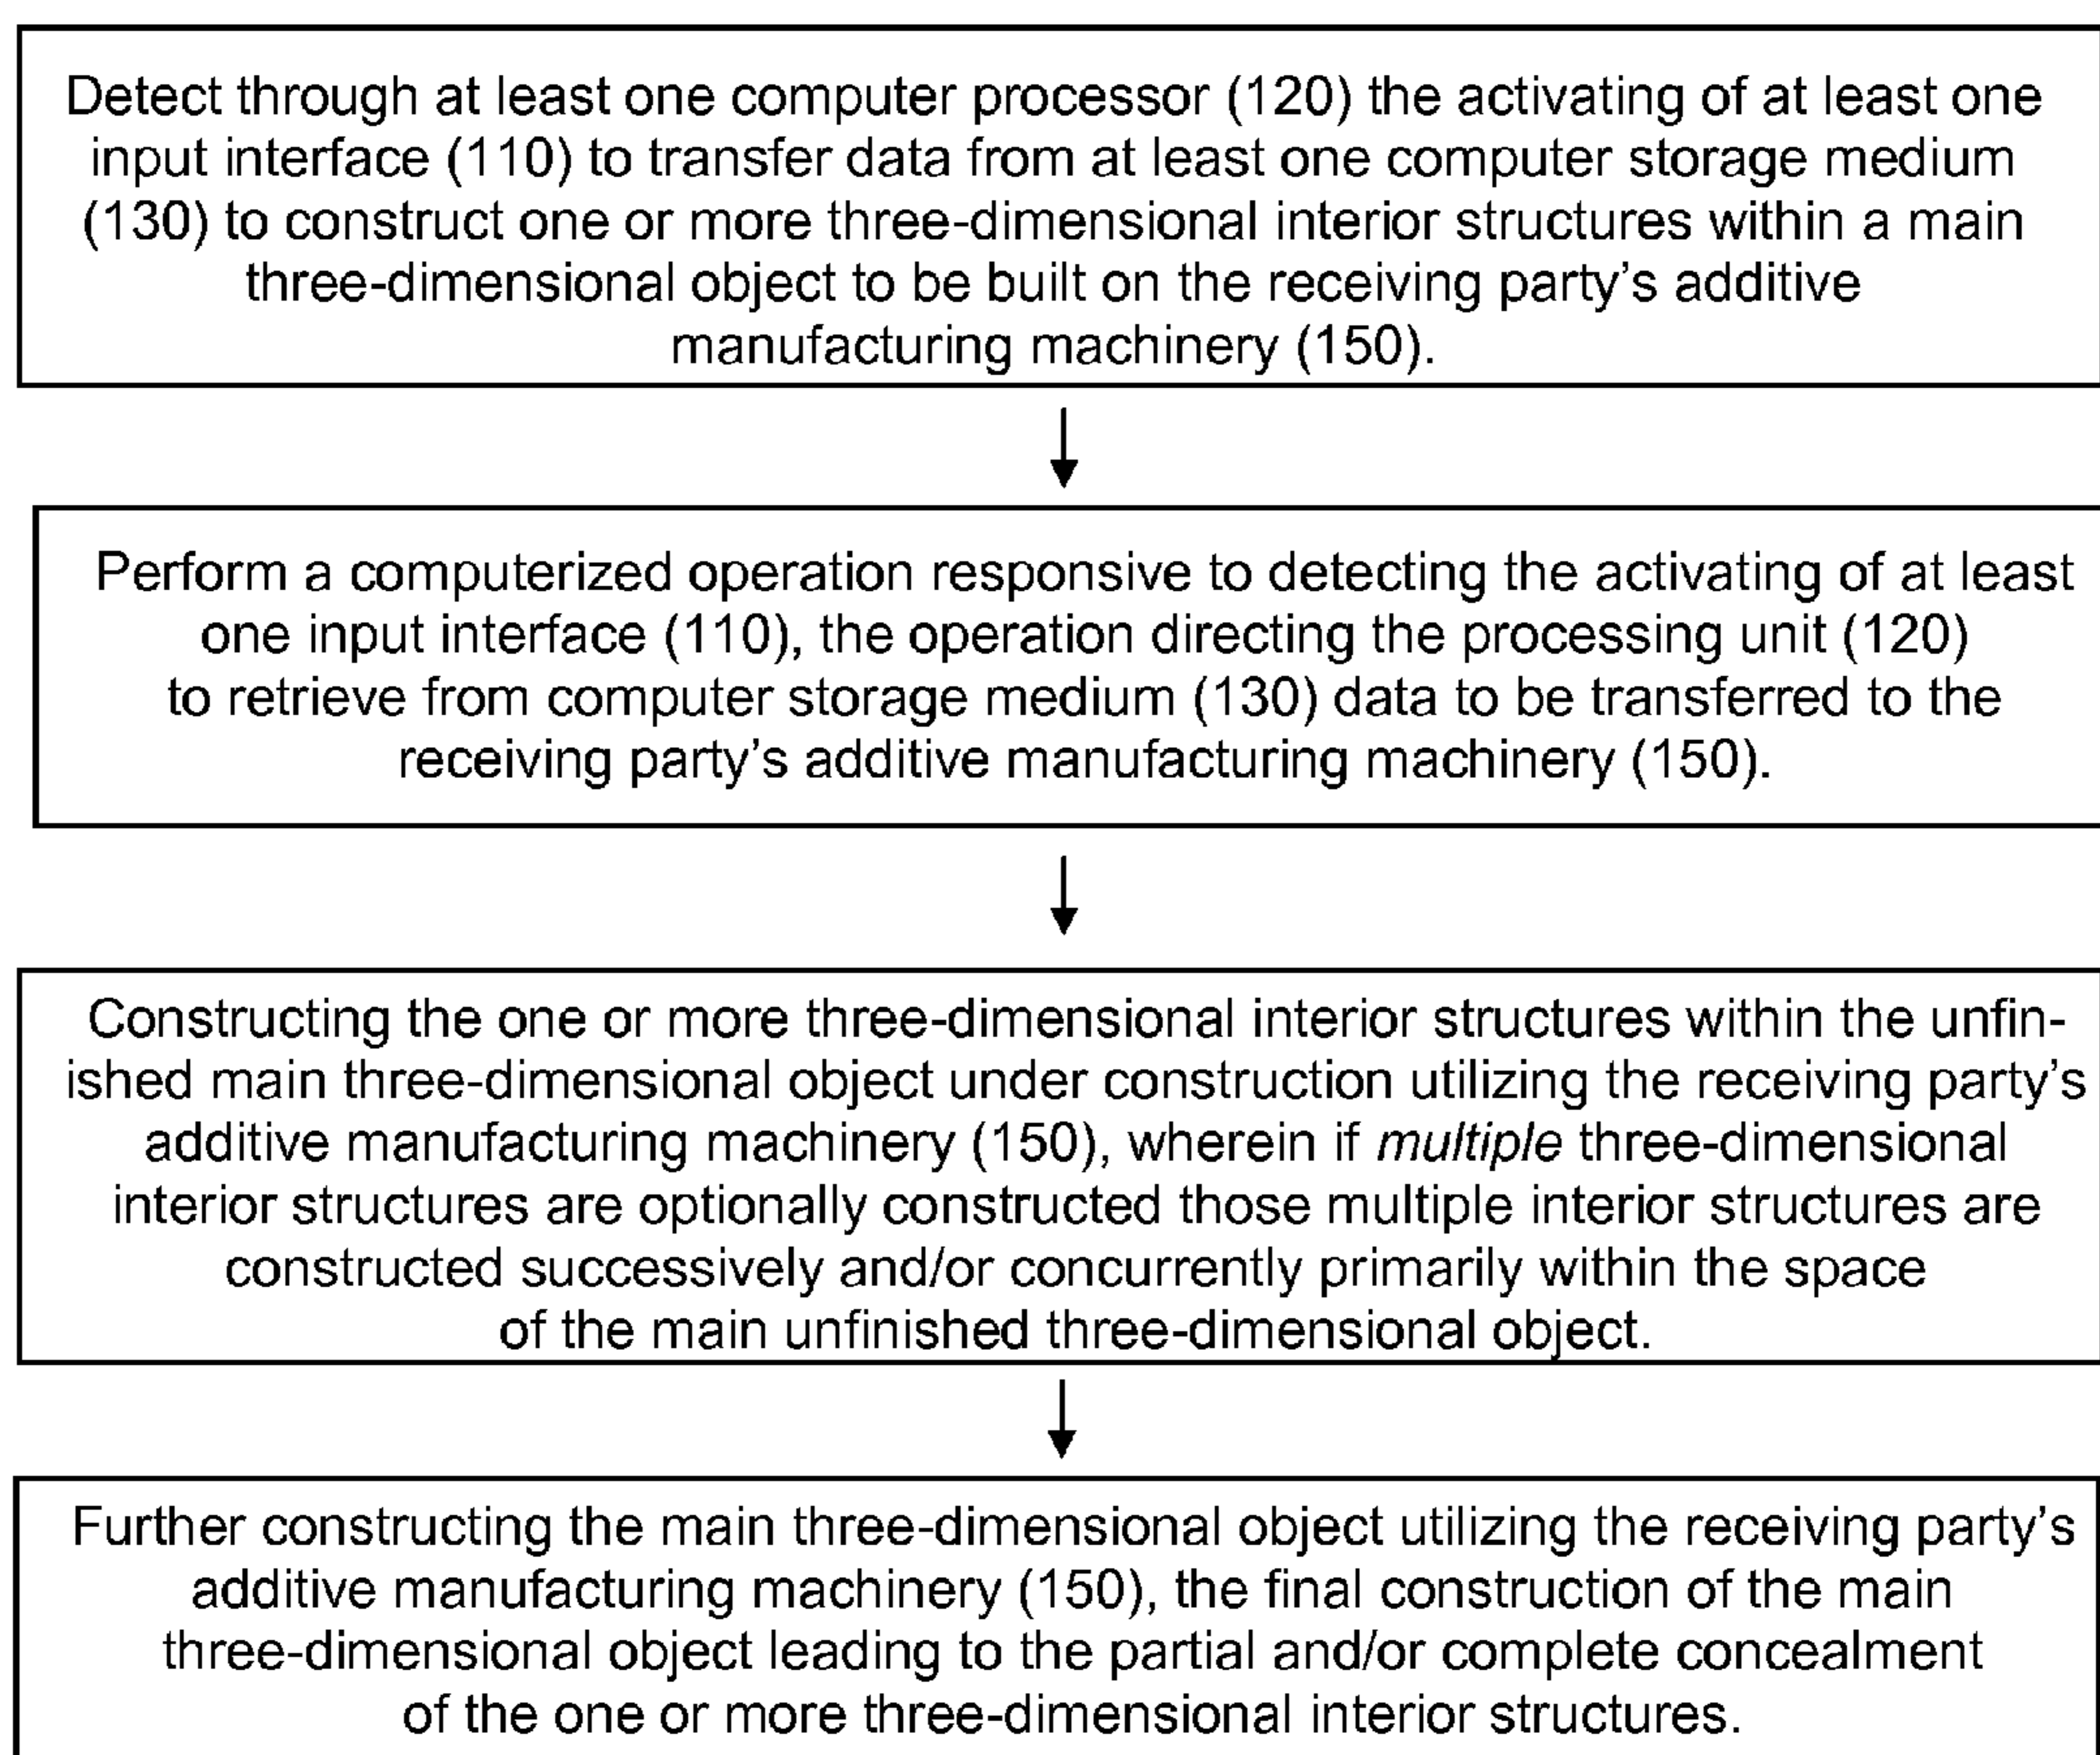 Detect through at least one computer processor (120) the activating of at least one
input interface (110) to transfer data from at least one computer storage medium
(130) to construct one or more three-dimensional interior structures within a main
three-dimensional object to be built on the receiving party's additive
manufacturing machinery (150).
Perform a computerized operation responsive to detecting the activating of at least
one input interface (110), the operation directing the processing unit (120)
to retrieve from computer storage medium (130) data to be transferred to the
receiving party's additive manufacturing machinery (150).
Constructing the one or more three-dimensional interior structures within the unfin-
ished main three-dimensional object under construction utilizing the receiving party's
additive manufacturing machinery (150), wherein if multiple three-dimensional
interior structures are optionally constructed those multiple interior structures are
constructed successively and/or concurrently primarily within the space
of the main unfinished three-dimensional object.
Further constructing the main three-dimensional object utilizing the receiving party's
additive manufacturing machinery (150), the final construction of the main
three-dimensional object leading to the partial and/or complete concealment
of the one or more three-dimensional interior structures.